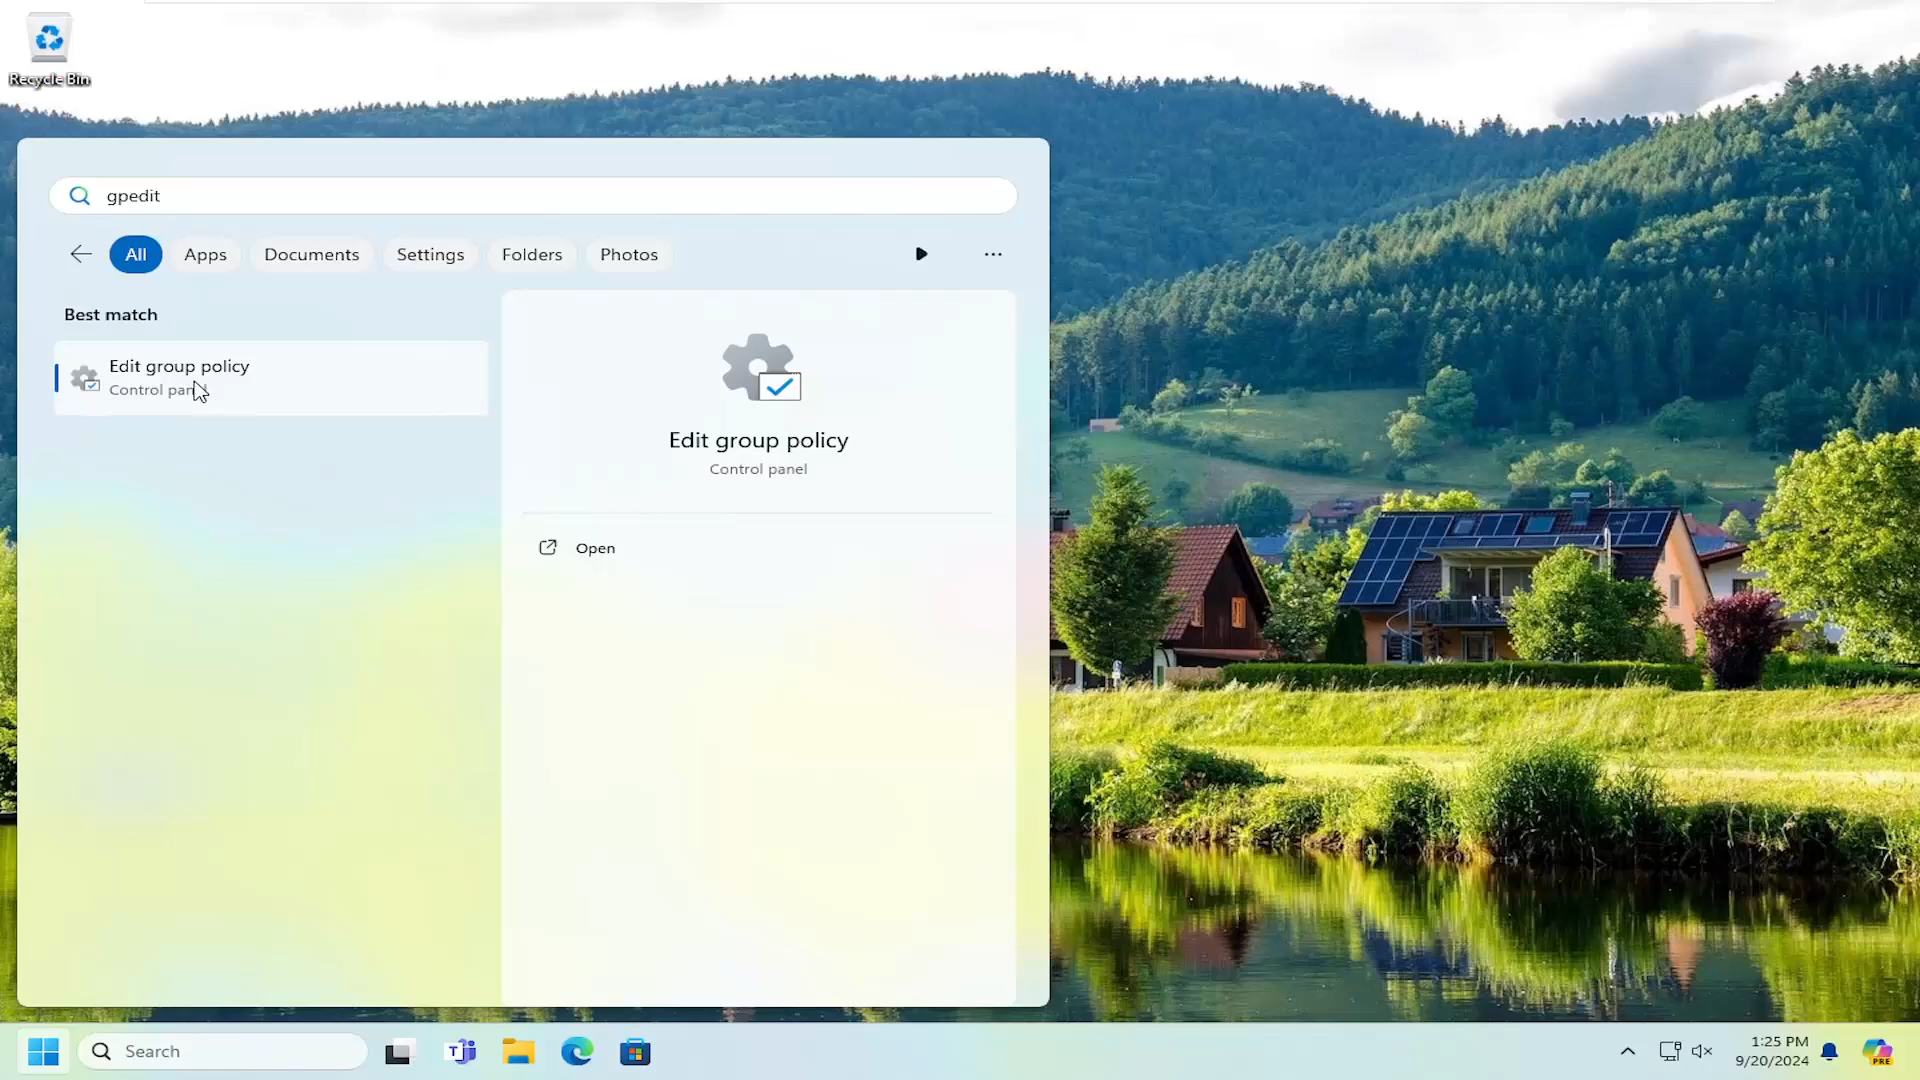 Recycle Bin
gpedit
All Apps Documents Settings Folders Photos
Best match
Edit group policy
Control panel
Edit group policy
Control panel
Open
Search
1:25 PM
9/20/2024
PRE